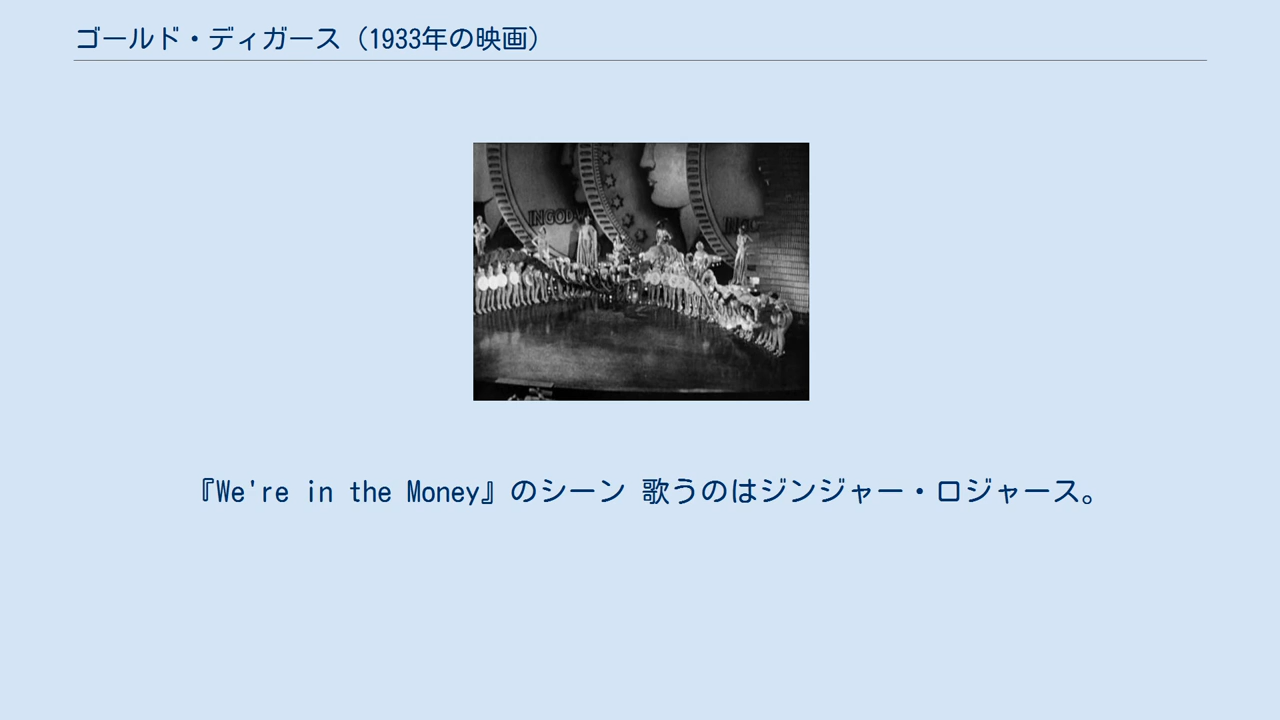 ゴールド・ディガース（1933年の映画）
IN GOD W
『We're in the Money』のシーン 歌うのはジンジャー・ロジャース。